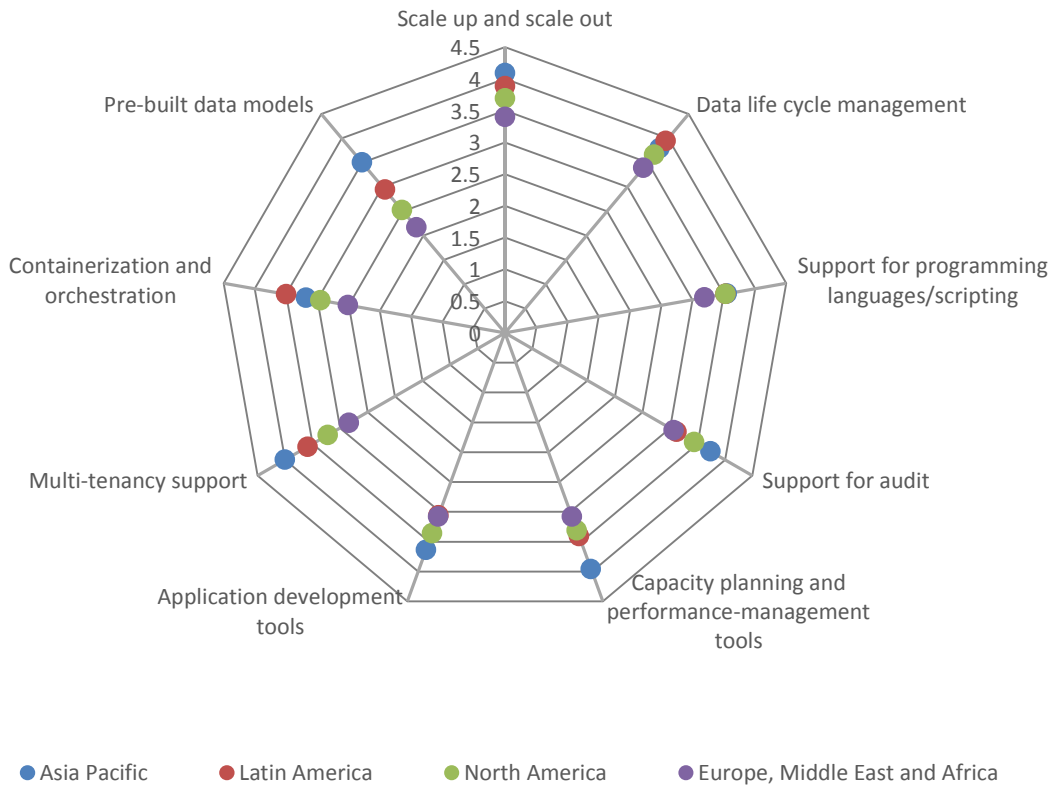 Scale up and scale out
4.5
4
3.5
3
2.5
2
1.5
1
0.5
0
Data life cycle management
Support for programming
languages/scripting
Support for audit
Capacity planning and
performance-management
tools
Application development
tools
Multi-tenancy support
Containerization and
orchestration
Pre-built data models
Asia Pacific
Latin America
North America
Europe, Middle East and Africa